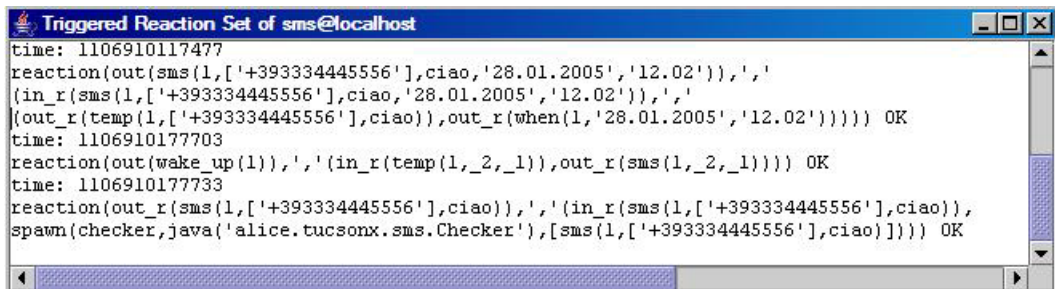 Triggered Reaction Set of sms@localhost
time: 1106910117477
reaction(out(sms(1,['+393334445556'],ciao,'28.01.2005','12.02')),','
(in_r(sms(1,['+393334445556'],ciao,'28.01.2005','12.02')),','
(out_r(temp(1,['+393334445556'],ciao)),out_r(when(1,'28.01.2005','12.02'))))) OK
time: 1106910177703
reaction(out(wake_up(1)),','(in_r(temp(1,_2,_1)),out_r(sms(1,_2,_1)))) OK
time: 1106910177733
reaction(out_r(sms(1,['+393334445556'],ciao)),','(in_r(sms(1,['+393334445556'],ciao)),
spawn(checker,java('alice.tucsonx.sms.Checker'),[sms(1,['+393334445556'],ciao)]))) OK